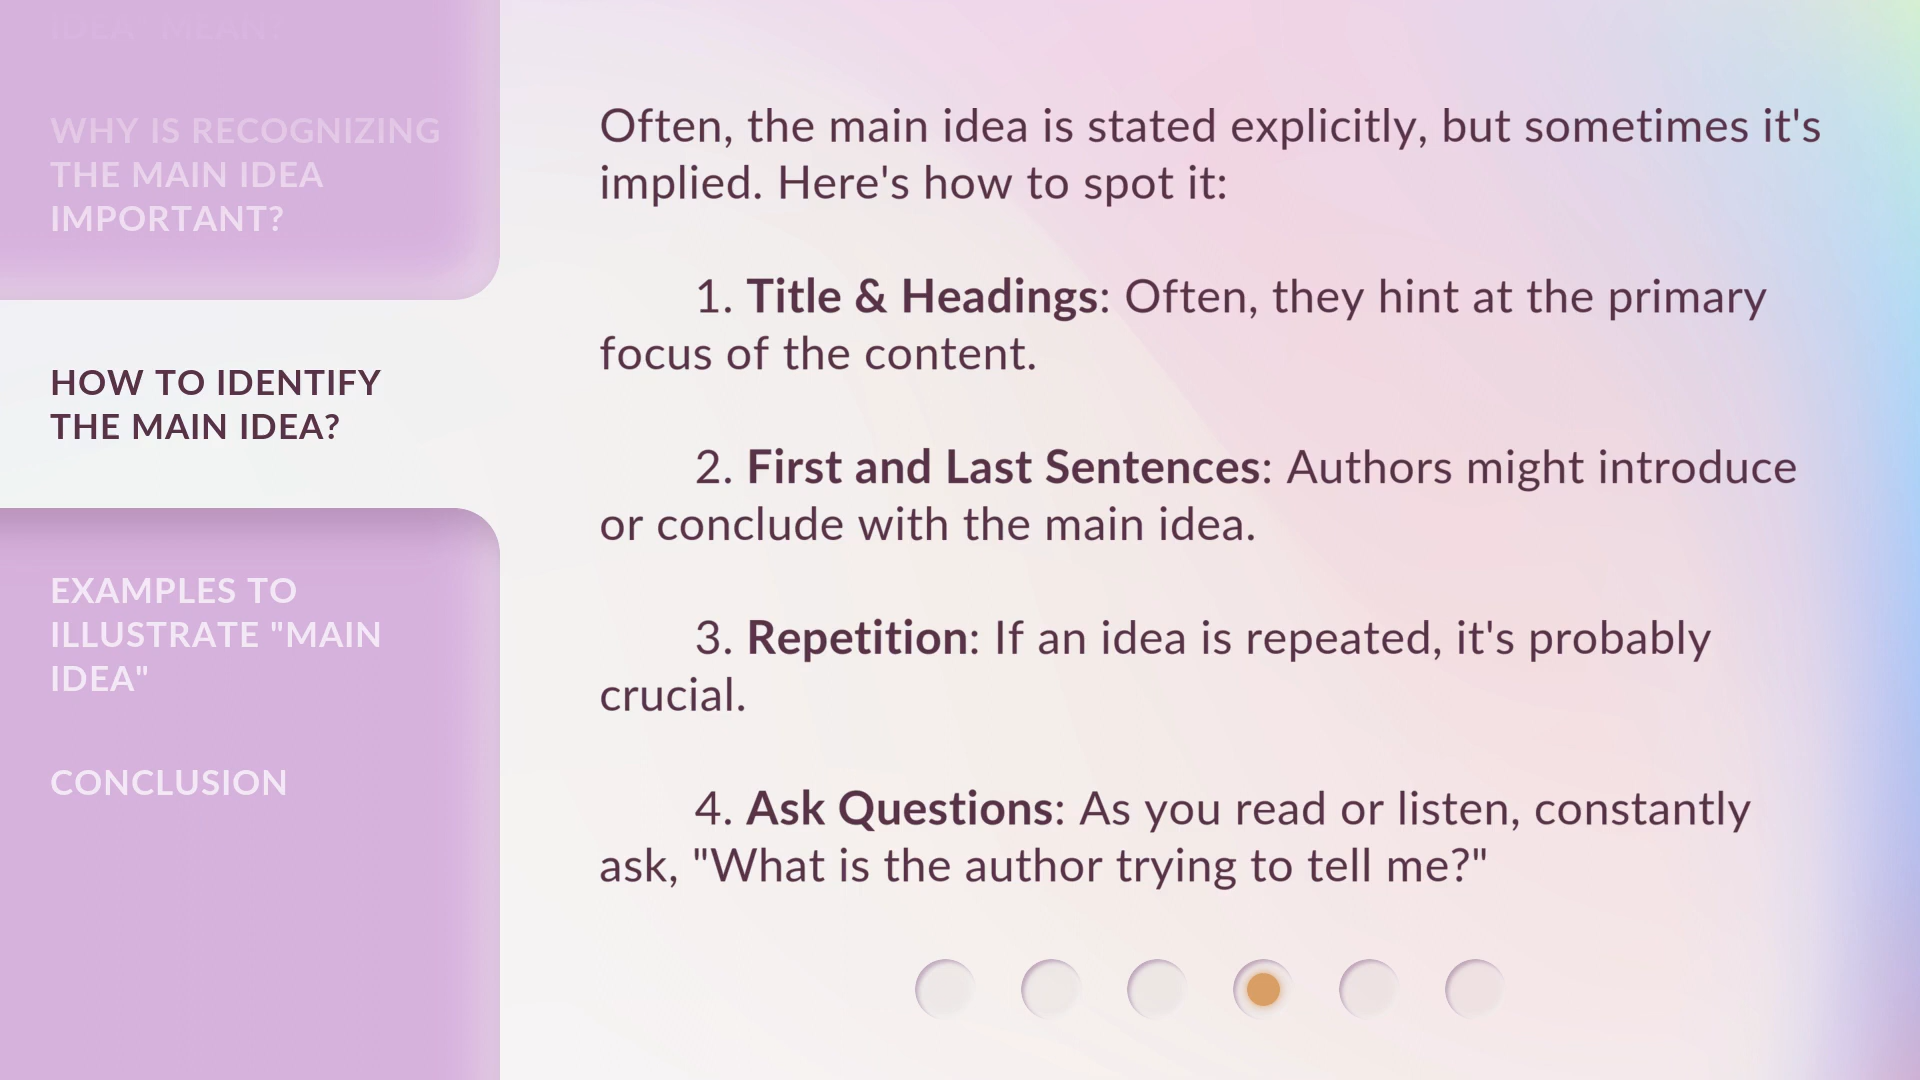 IDEA" MEAN?
WHY IS RECOGNIZING
THE MAIN IDEA
IMPORTANT?
HOW TO IDENTIFY
THE MAIN IDEA?
EXAMPLES TO
ILLUSTRATE "MAIN
IDEA"
CONCLUSION
Often, the main idea is stated explicitly, but sometimes it's
implied. Here's how to spot it:
1. Title & Headings: Often, they hint at the primary
focus of the content.
2. First and Last Sentences: Authors might introduce
or conclude with the main idea.
3. Repetition: If an idea is repeated, it's probably
crucial.
4. Ask Questions: As you read or listen, constantly
ask, "What is the author trying to tell me?"